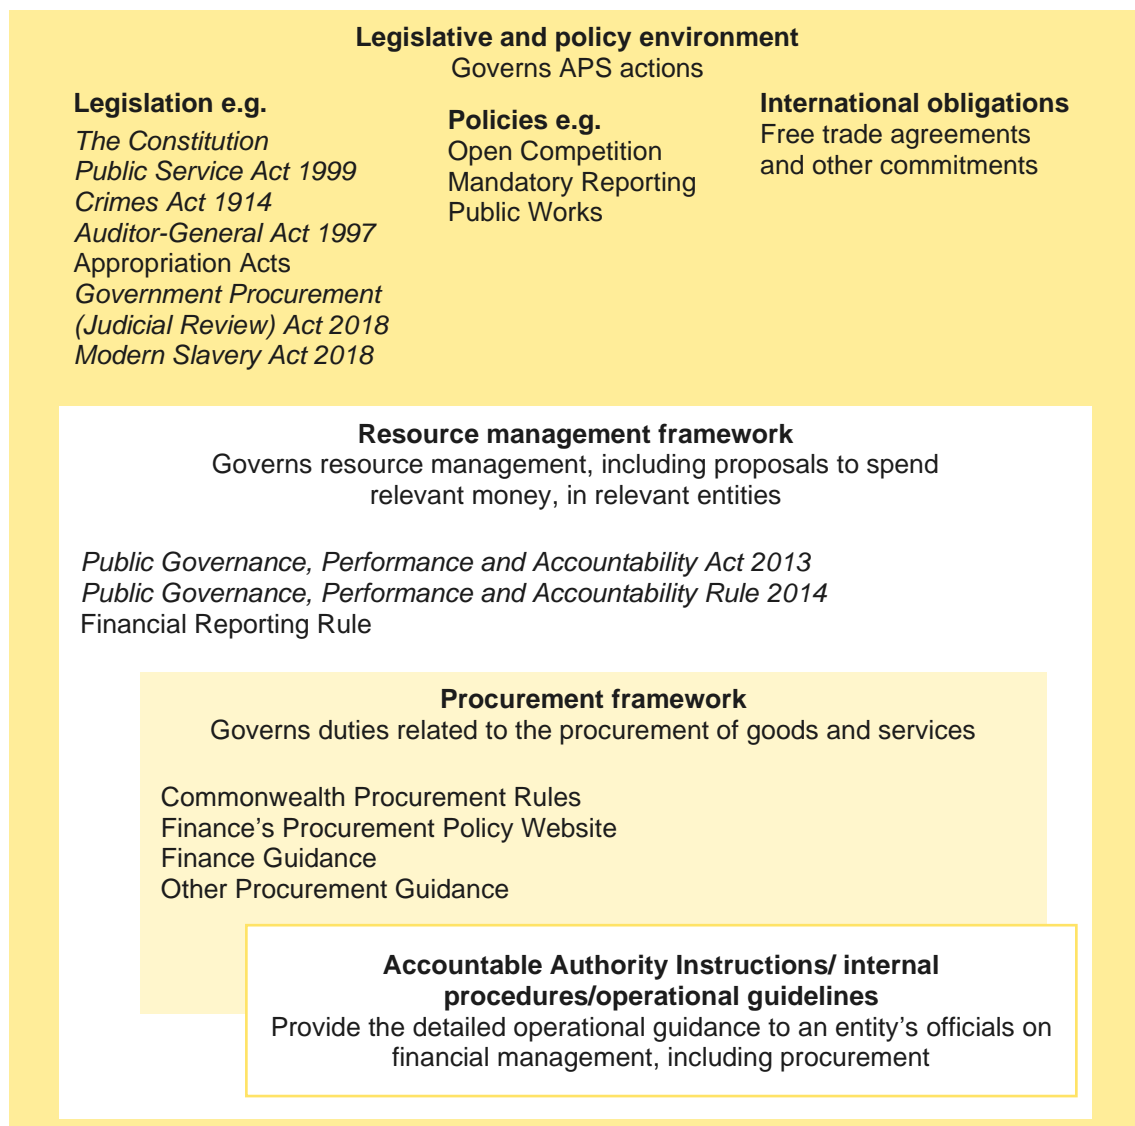 Legislative and policy environment
Governs APS actions
Legislation e.g.
The Constitution
Public Service Act 1999
Crimes Act 1914
Auditor-General Act 1997
Appropriation Acts
Government Procurement
(Judicial Review) Act 2018
Modern Slavery Act 2018
Policies e.g.
Open Competition
Mandatory Reporting
Public Works
International obligations
Free trade agreements
and other commitments
Resource management framework
Governs resource management, including proposals to spend
relevant money, in relevant entities
Public Governance, Performance and Accountability Act 2013
Public Governance, Performance and Accountability Rule 2014
Financial Reporting Rule
Procurement framework
Governs duties related to the procurement of goods and services
Commonwealth Procurement Rules
Finance’s Procurement Policy Website
Finance Guidance
Other Procurement Guidance
Accountable Authority Instructions/ internal
procedures/operational guidelines
Provide the detailed operational guidance to an entity’s officials on
financial management, including procurement